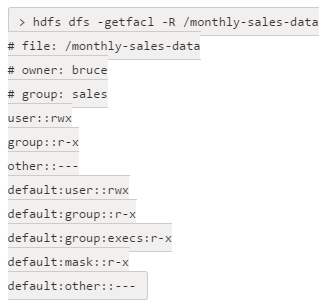 > hdfs dfs -getfacl -R /monthly-sales-data
# file: /monthly-sales-data
# owner: bruce
# group: sales
user::rwx
group::r-x
other::---
default:user::rwx
default:group::r-x
default:group:execs:r-x
default:mask::r-x
default:other::---